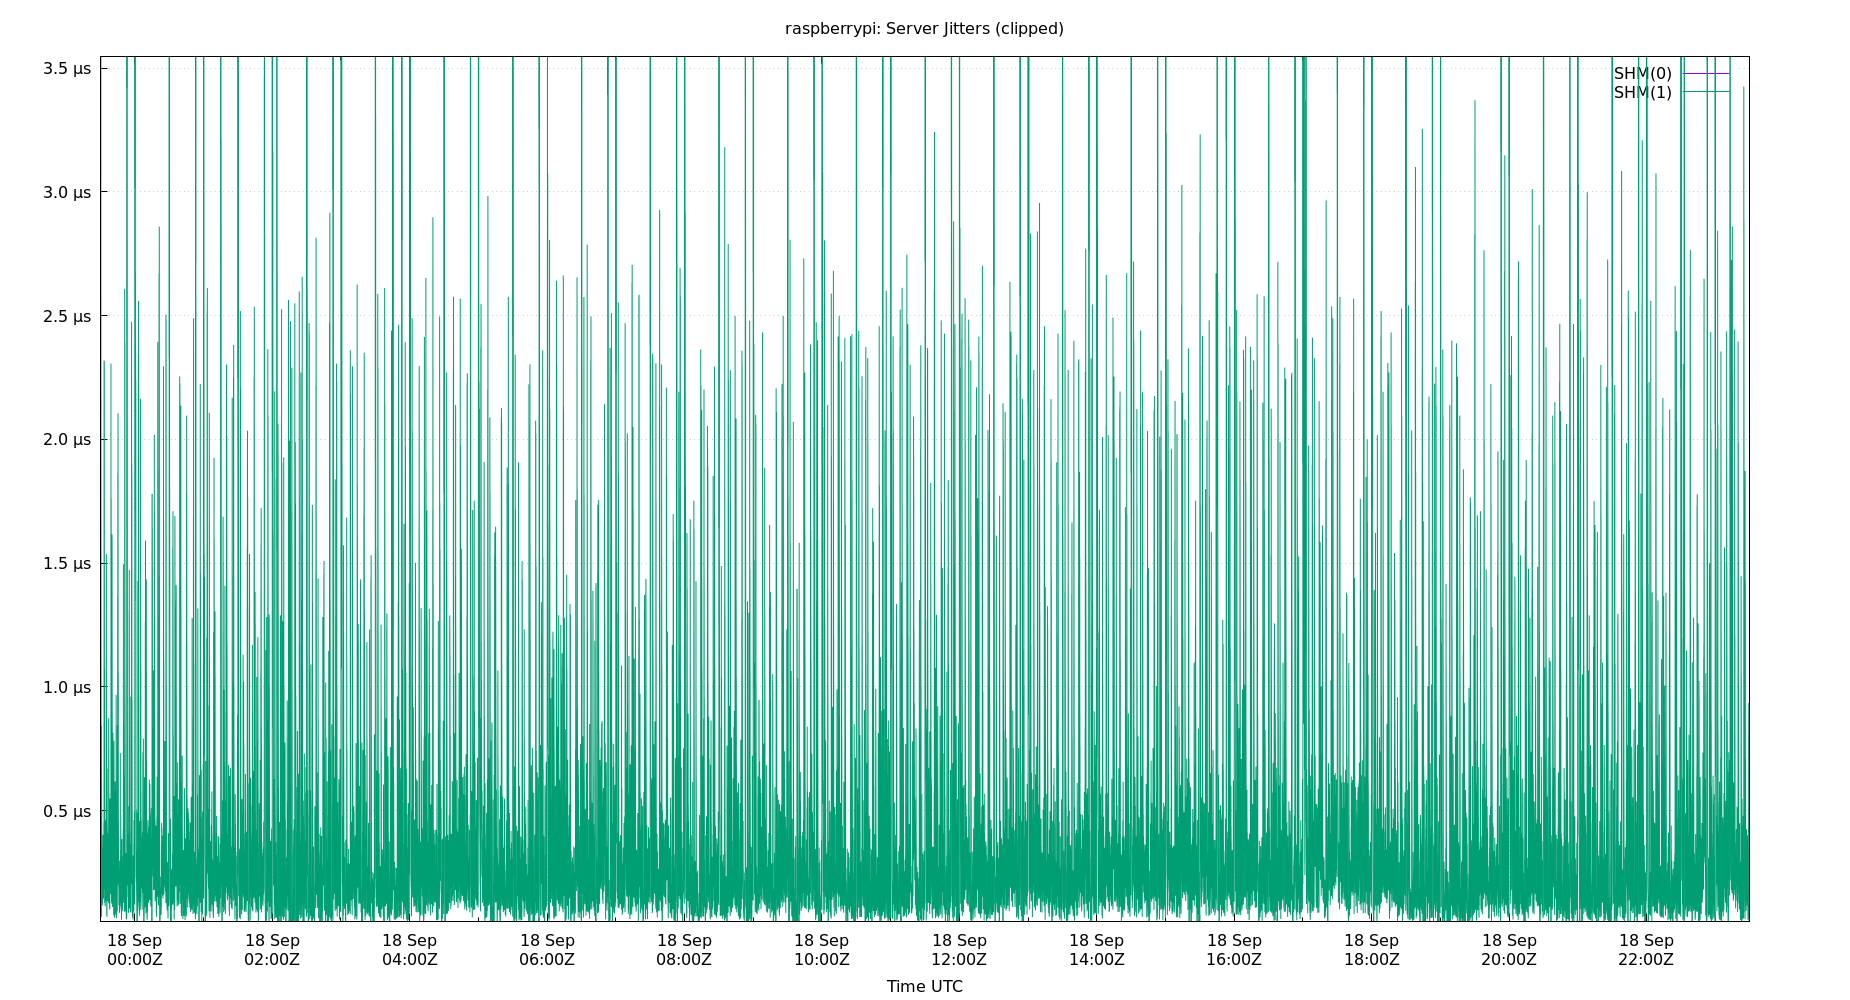 raspberrypi: Server Jitters (clipped)
3.5 µs
SHM(0)
SHM(1)
3.0 µs
2.5 µs
2.0 µs
1.5 µs
1.0 µs
0.5 µs
18 Sep 18 Sep 18 Sep 18 Sep 18 Sep 18 Sep 18 Sep 18 Sep 18 Sep 18 Sep 18 Sep 18 Sep
00:00Z 02:00Z 04:00Z 06:00Z 08:00Z 10:00Z 12:00Z 14:00Z 16:00Z 18:00Z 20:00Z 22:00Z
Time UTC